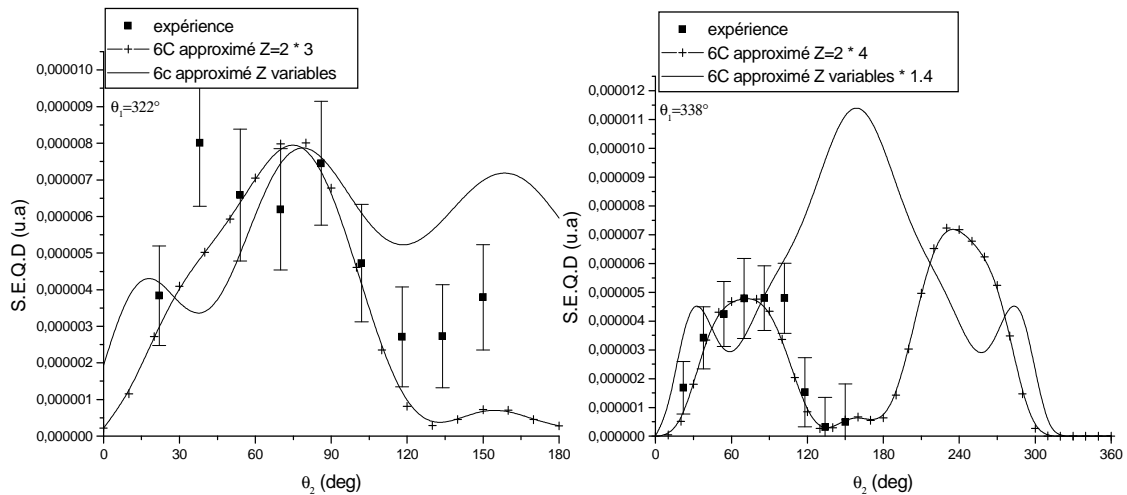 expérience
6C approximé Z=2 * 3
6c approximé Z variables
θ1=322°
S.E.Q.D (u.a)
0,000010
0,000009
0,000008
0,000007
0,000006
0,000005
0,000004
0,000003
0,000002
0,000001
0,000000
0 30 60 90 120 150 180
θ2 (deg)
expérience
6C approximé Z=2 * 4
6C approximé Z variables * 1.4
θ1=338°
S.E.Q.D (u.a)
0,000012
0,000011
0,000010
0,000009
0,000008
0,000007
0,000006
0,000005
0,000004
0,000003
0,000002
0,000001
0,000000
0 60 120 180 240 300 360
θ2 (deg)